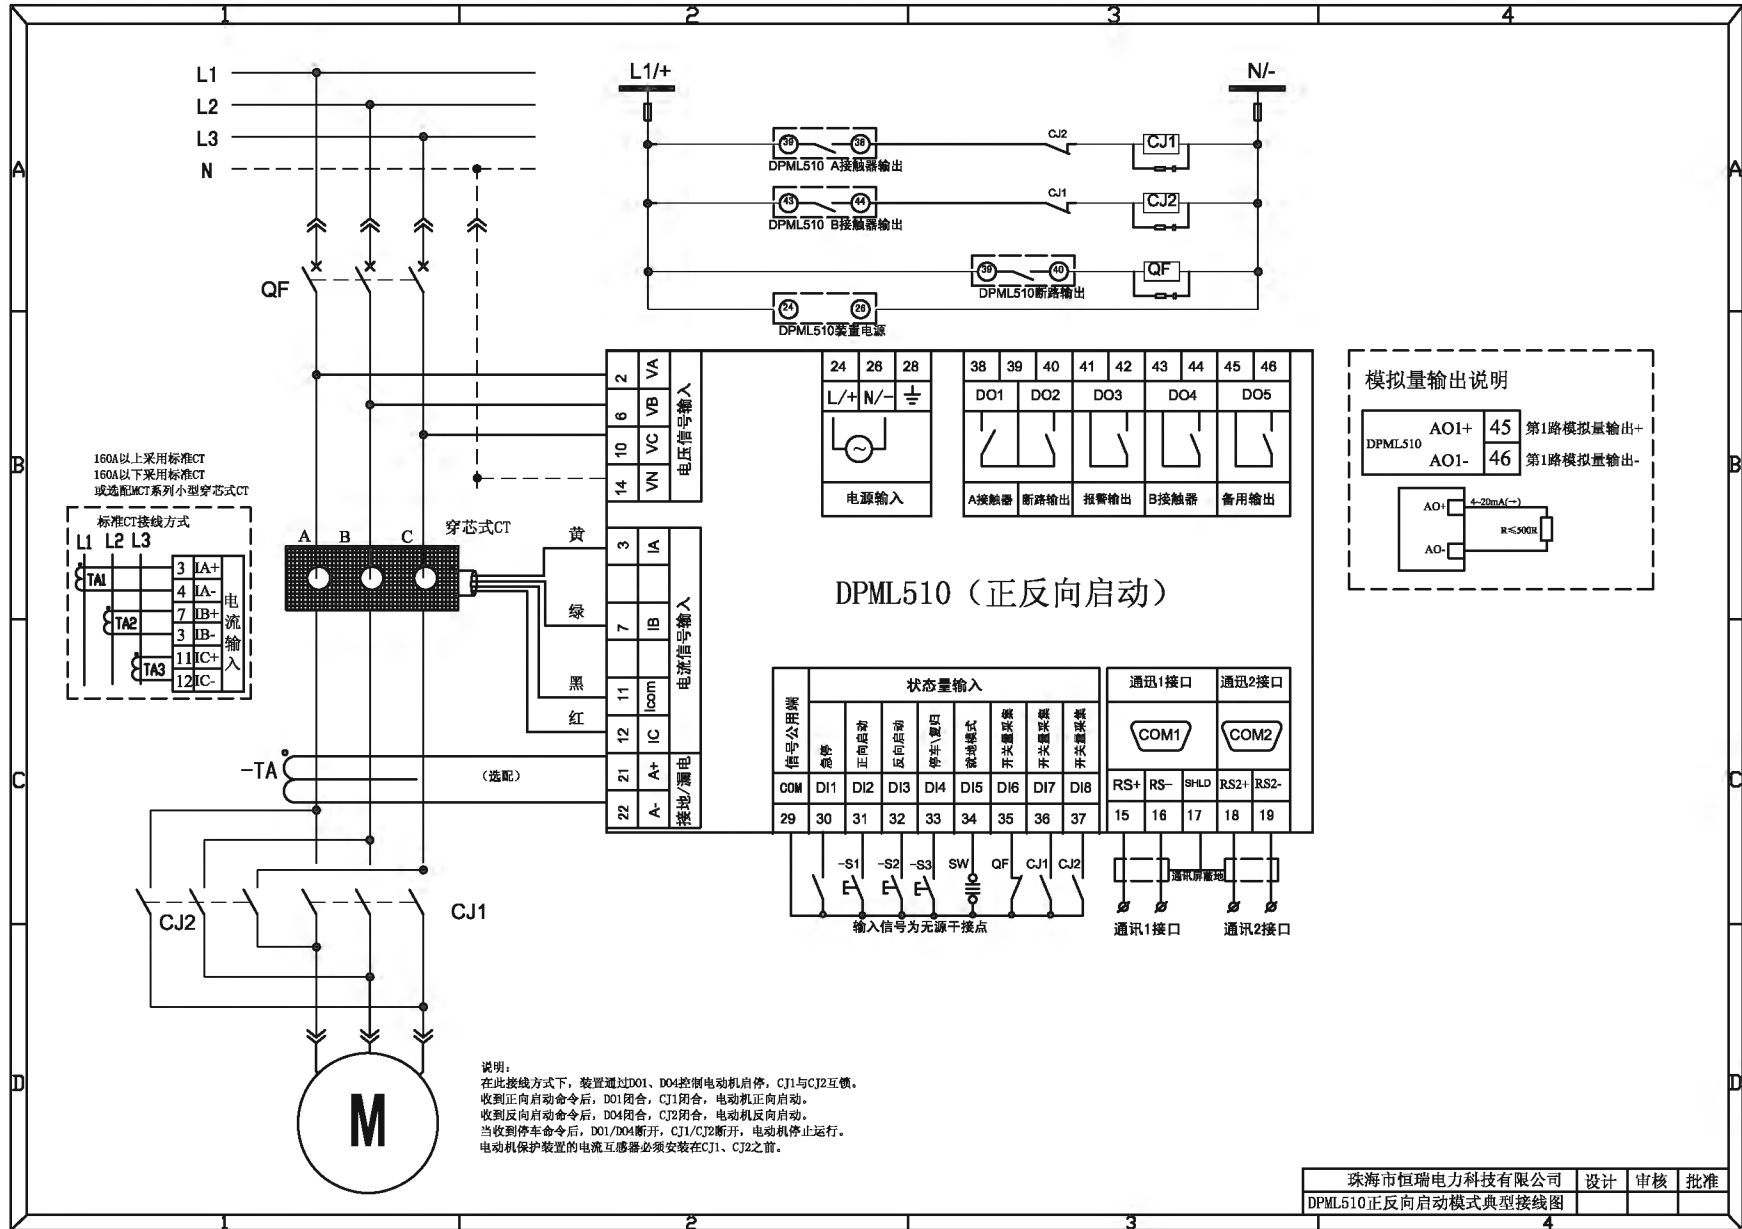 1
2
3
4
A
B
C
D
A
B
C
D
L1
L2
L3
N
QF
L1/+
N/-
39
38
DPML510 A接触器输出
CJ2
CJ1
43
44
DPML510 B接触器输出
CJ1
CJ2
39
40
DPML510断路输出
QF
24
26
DPML510装置电源
2 VA
6 VB
10 VC
14 VN
电压信号输入
24 26 28
L/+ N/-
电源输入
38 39 40 41 42 43 44 45 46
DO1 DO2 DO3 DO4 DO5
A接触器 断路输出 报警输出 B接触器 备用输出
模拟量输出说明
DPML510
AO1+ 45 第1路模拟量输出+
AO1- 46 第1路模拟量输出-
AO+
4~20mA(→)
R≤500R
AO-
160A以上采用标准CT
160A以下采用标准CT
或选配MCT系列小型穿芯式CT
标准CT接线方式
L1 L2 L3
TA1
TA2
TA3
3 IA+
4 IA-
7 IB+
3 IB-
11 IC+
12 IC-
电流输入
A B C
穿芯式CT
黄
绿
黑
红
3 IA
7 IB
11 Icom
12 IC
电流信号输入
-TA
(选配)
21 A+
22 A-
接地/漏电
DPML510（正反向启动）
信号公用端
状态量输入
急停
正向启动
反向启动
停车\复归
就地模式
开关量采集
开关量采集
开关量采集
COM DI1 DI2 DI3 DI4 DI5 DI6 DI7 DI8
29 30 31 32 33 34 35 36 37
-S1 -S2 -S3 SW QF CJ1 CJ2
输入信号为无源干接点
通迅1接口 通迅2接口
COM1 COM2
RS+ RS- SHLD RS2+ RS2-
15 16 17 18 19
通讯屏蔽地
通讯1接口 通讯2接口
CJ2
CJ1
M
说明:
在此接线方式下，装置通过DO1、DO4控制电动机启停，CJ1与CJ2互锁。
收到正向启动命令后，DO1闭合，CJ1闭合，电动机正向启动。
收到反向启动命令后，DO4闭合，CJ2闭合，电动机反向启动。
当收到停车命令后，DO1/DO4断开，CJ1/CJ2断开，电动机停止运行。
电动机保护装置的电流互感器必须安装在CJ1、CJ2之前。
珠海市恒瑞电力科技有限公司 设计 审核 批准
DPML510正反向启动模式典型接线图
1
2
3
4